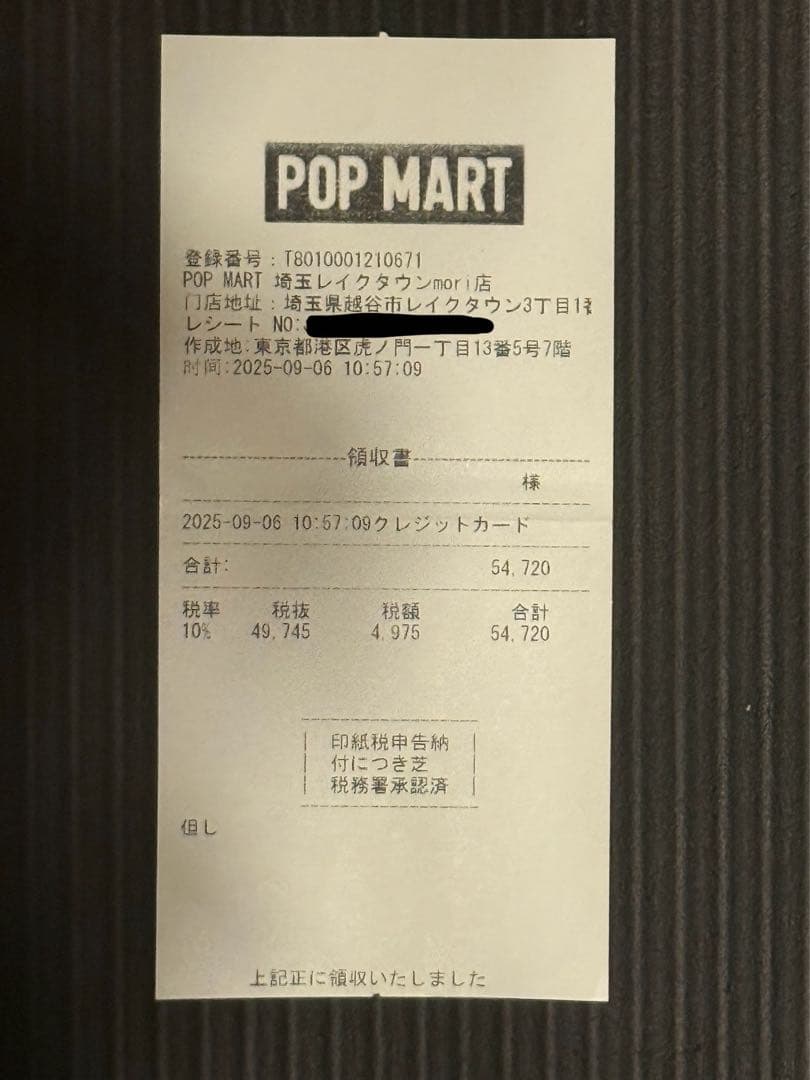 POP MART
登録番号：T8010001210671
POP MART 埼玉レイクタウンmori店
门店地址：埼玉県越谷市レイクタウン3丁目1
レシート NO:
作成地:東京都港区虎ノ門一丁目13番5号7階
时间:2025-09-06 10:57:09
領収書
様
2025-09-06 10:57:09クレジットカード
合計: 54,720
税率 税抜 税額 合計
10% 49,745 4,975 54,720
印紙税申告納
付につき芝
税務署承認済
但し
上記正に領収いたしました